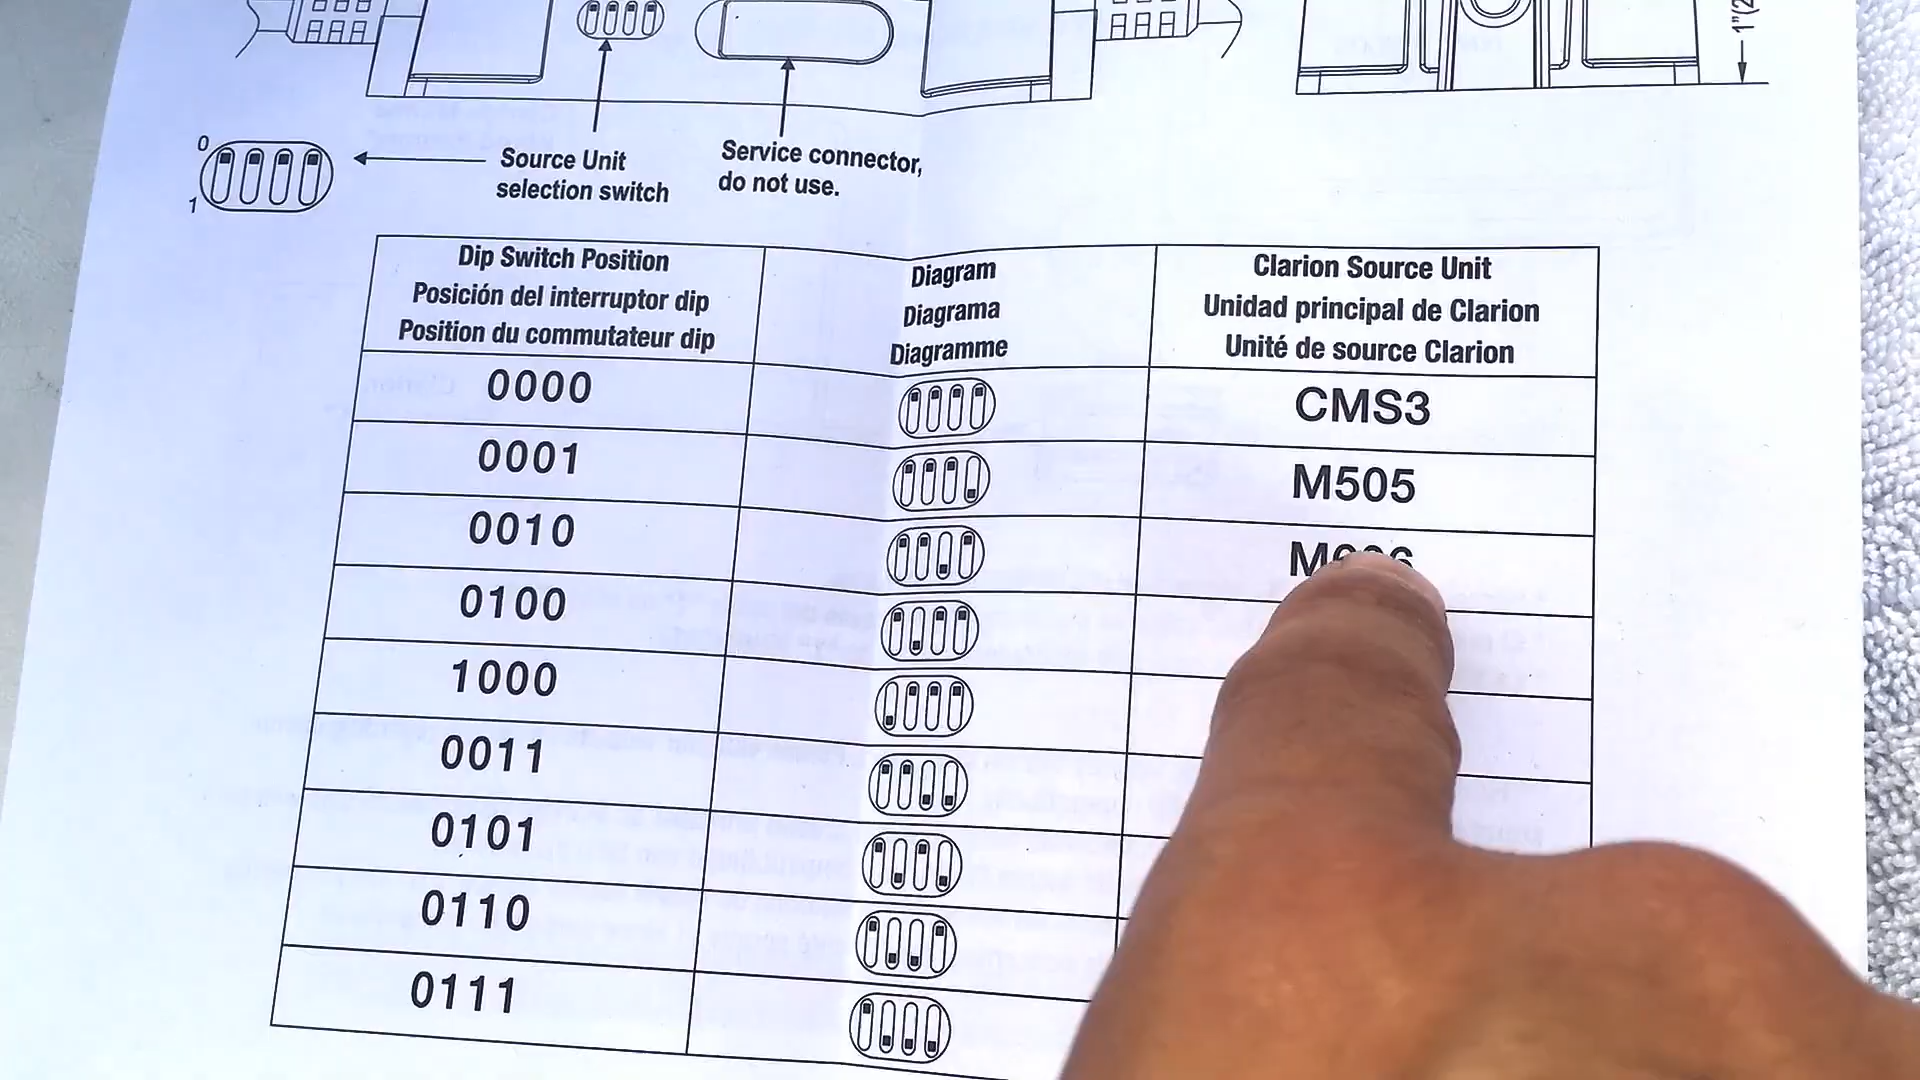 1"(2
0
1
Source Unit
selection switch
Service connector,
do not use.
Dip Switch Position
Posición del interruptor dip
Position du commutateur dip
Diagram
Diagrama
Diagramme
Clarion Source Unit
Unidad principal de Clarion
Unité de source Clarion
0000
CMS3
0001
M505
0010
0100
1000
0011
0101
0110
0111